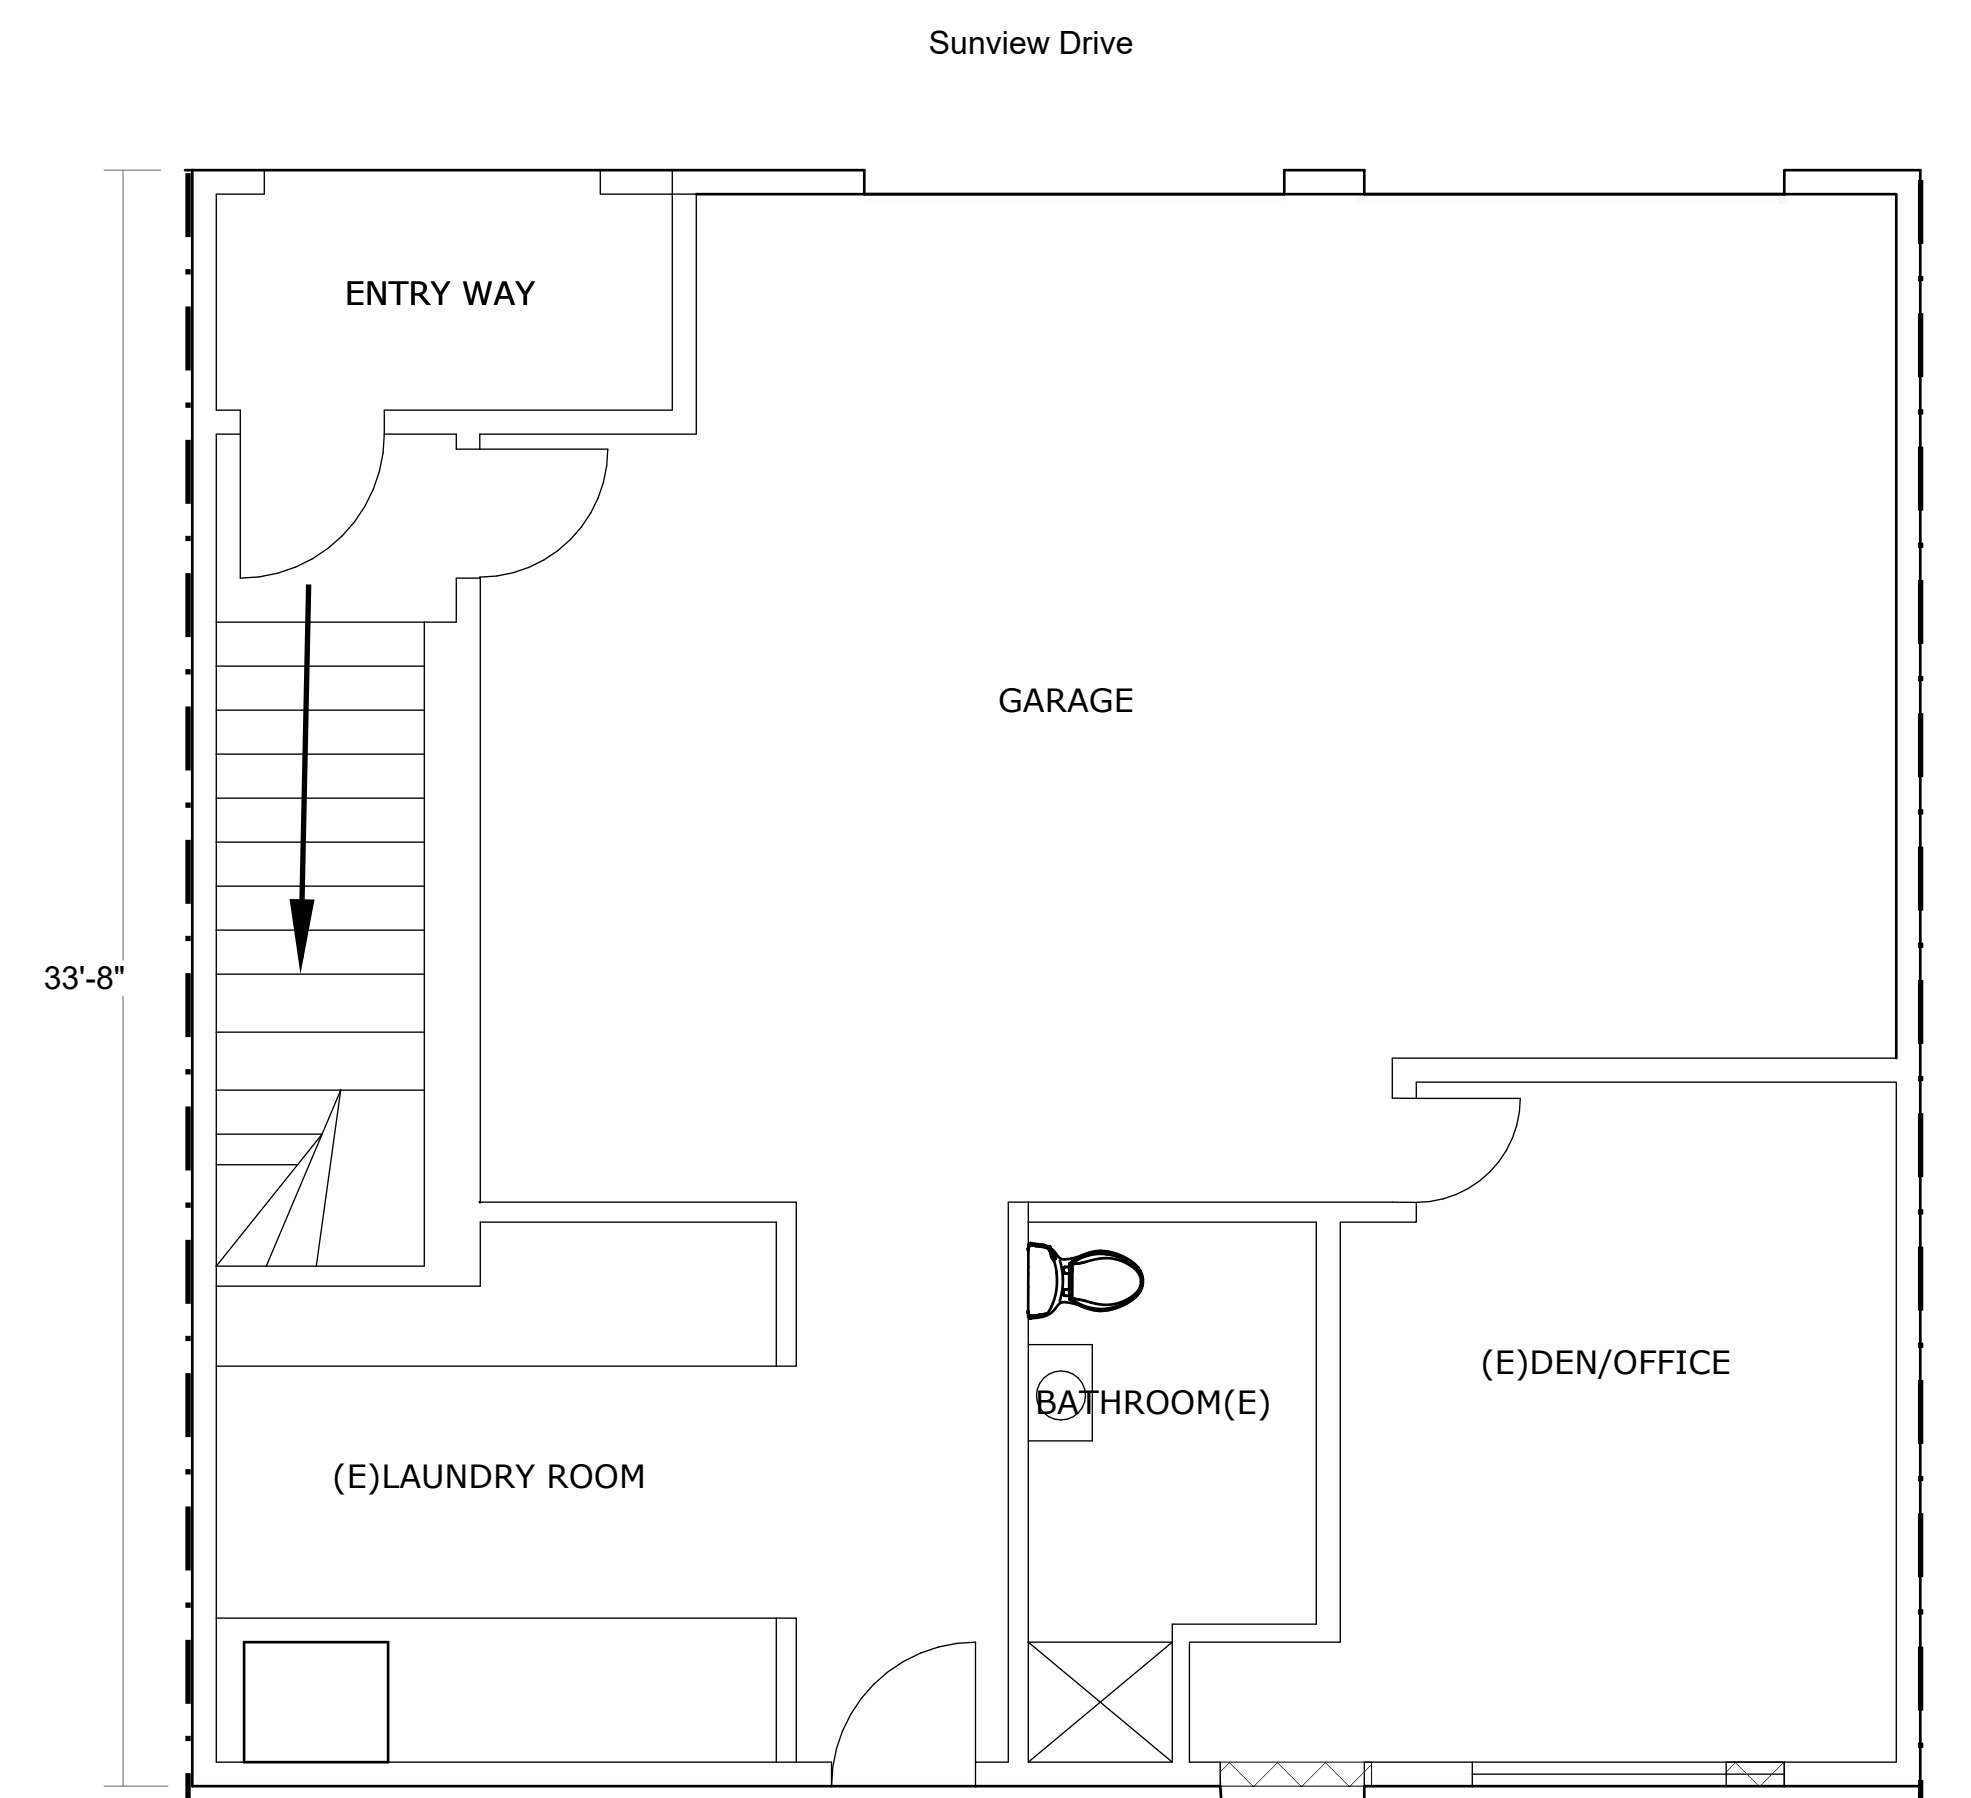 Sunview Drive
ENTRY WAY
GARAGE
33'-8"
(E)DEN/OFFICE
BATHROOM(E)
(E)LAUNDRY ROOM